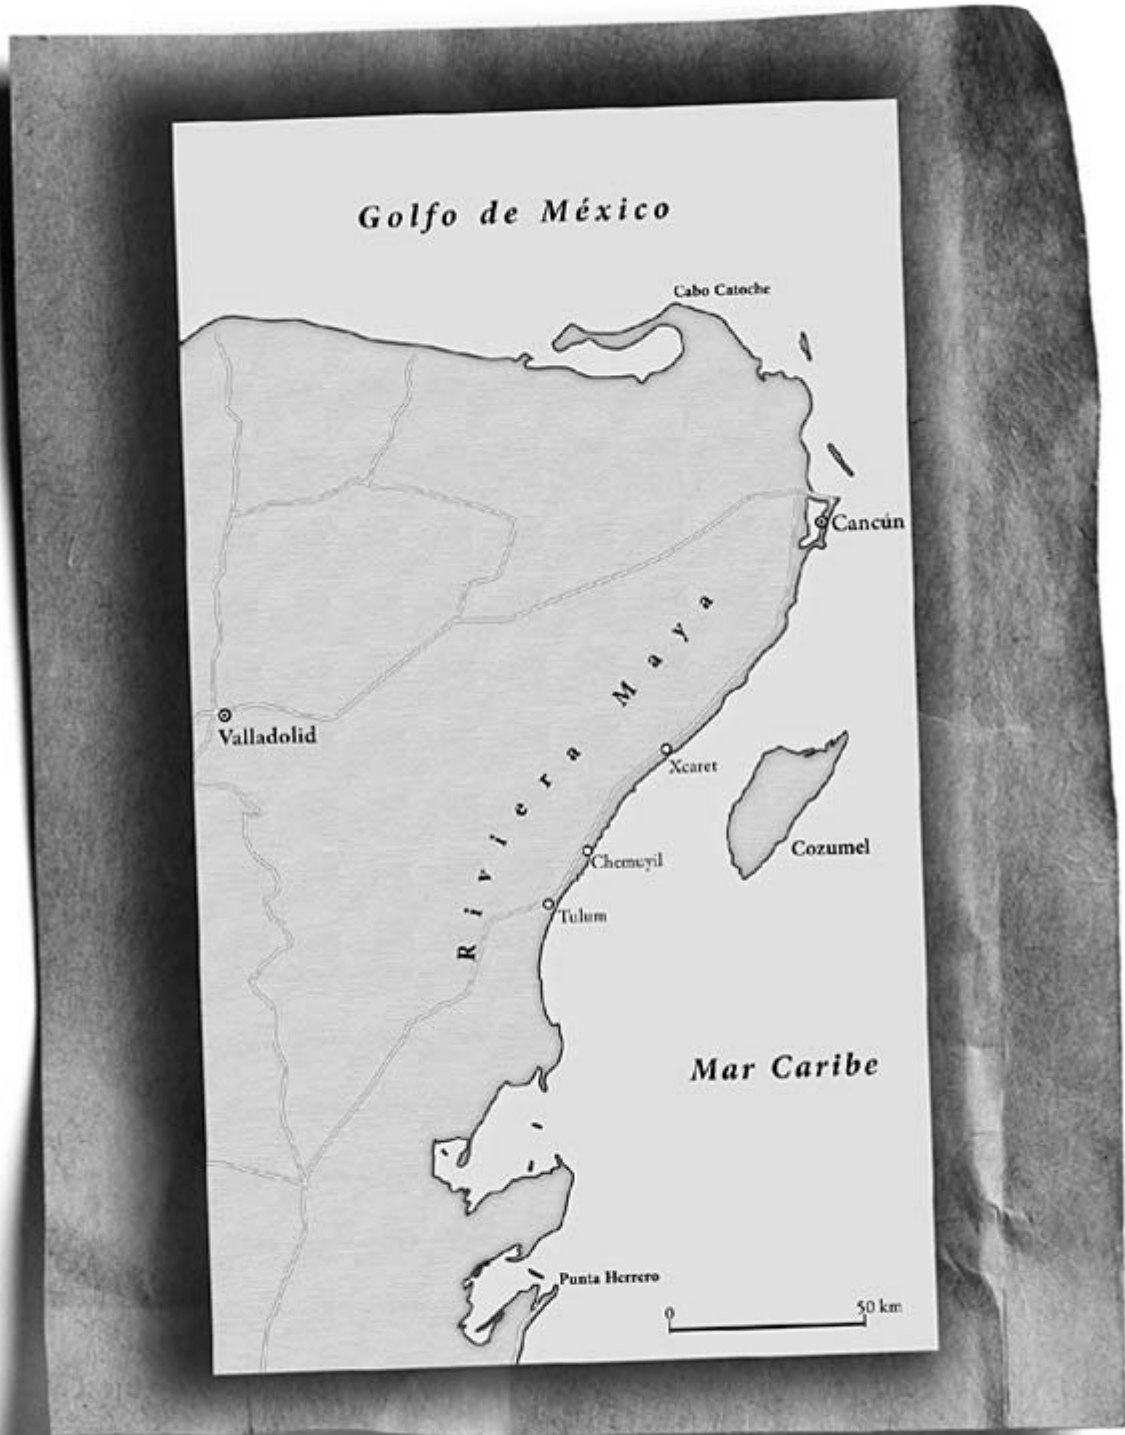 Golfo de México
Cabo Catoche
Cancún
Riviera Maya
Valladolid
Xcaret
Cozumel
Chemuyil
Tulum
Mar Caribe
Punta Herrero
0 50 km